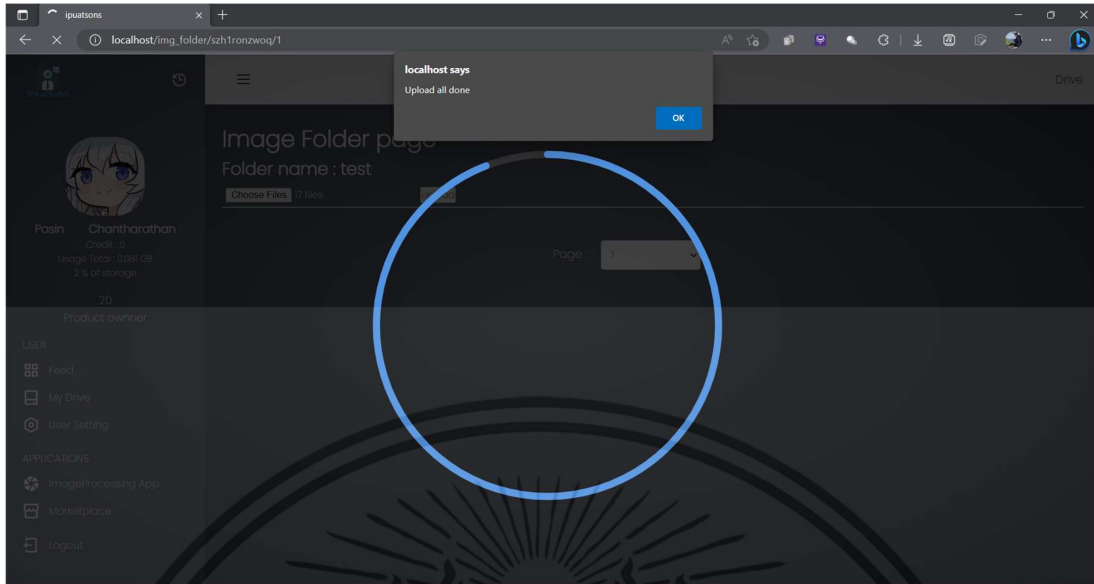 ipuatsons
localhost/img_folder/szh1ronzwoq/1
localhost says
Upload all done
OK
Drive
Image Folder page
Folder name : test
Choose Files 17 files
Page : 1
Pasin Chantharathan
Credit : 0
Usage Total : 0.081 GB
2 % of storage
20
Product ownner
USER
Feed
My Drive
User Setting
APPLICATIONS
ImageProcessing App
Marketplace
Logout